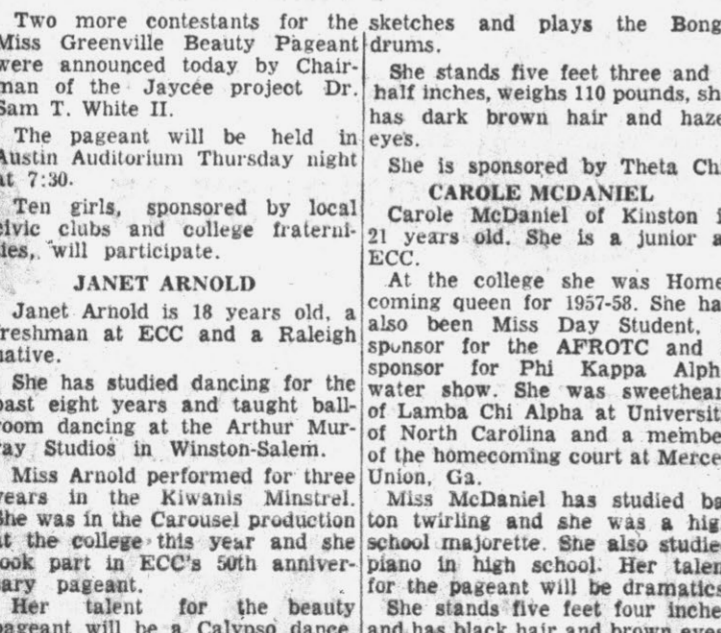 Two more contestants for the
Miss Greenville Beauty Pageant
were announced today by Chair-
man of the Jaycee project Dr.
Sam T. White II.
The pageant will be held in
Austin Auditorium Thursday night
at 7:30.
Ten girls, sponsored by local
civic clubs and college fraterni-
ties, will participate.
JANET ARNOLD
Janet Arnold is 18 years old, a
freshman at ECC and a Raleigh
native.
She has studied dancing for the
past eight years and taught ball-
room dancing at the Arthur Mur-
ray Studios in Winston-Salem.
Miss Arnold performed for three
years in the Kiwanis Minstrel.
She was in the Carousel production
at the college this year and she
took part in ECC's 50th anniver-
sary pageant.
Her talent for the beauty
pageant will be a Calypso dance.
sketches and plays the Bong
drums.
She stands five feet three and
half inches, weighs 110 pounds, sh
has dark brown hair and haze
eyes.
She is sponsored by Theta Ch
CAROLE MCDANIEL
Carole McDaniel of Kinston i
21 years old. She is a junior a
ECC.
At the college she was Home
coming queen for 1957-58. She ha
also been Miss Day Student,
sponsor for the AFROTC and
sponsor for Phi Kappa Alph
water show. She was sweethear
of Lamba Chi Alpha at Universit
of North Carolina and a membe
of the homecoming court at Merce
Union, Ga.
Miss McDaniel has studied ba
ton twirling and she was a hig
school majorette. She also studie
piano in high school. Her talen
for the pageant will be dramatics
She stands five feet four inche
and has black hair and brown eye